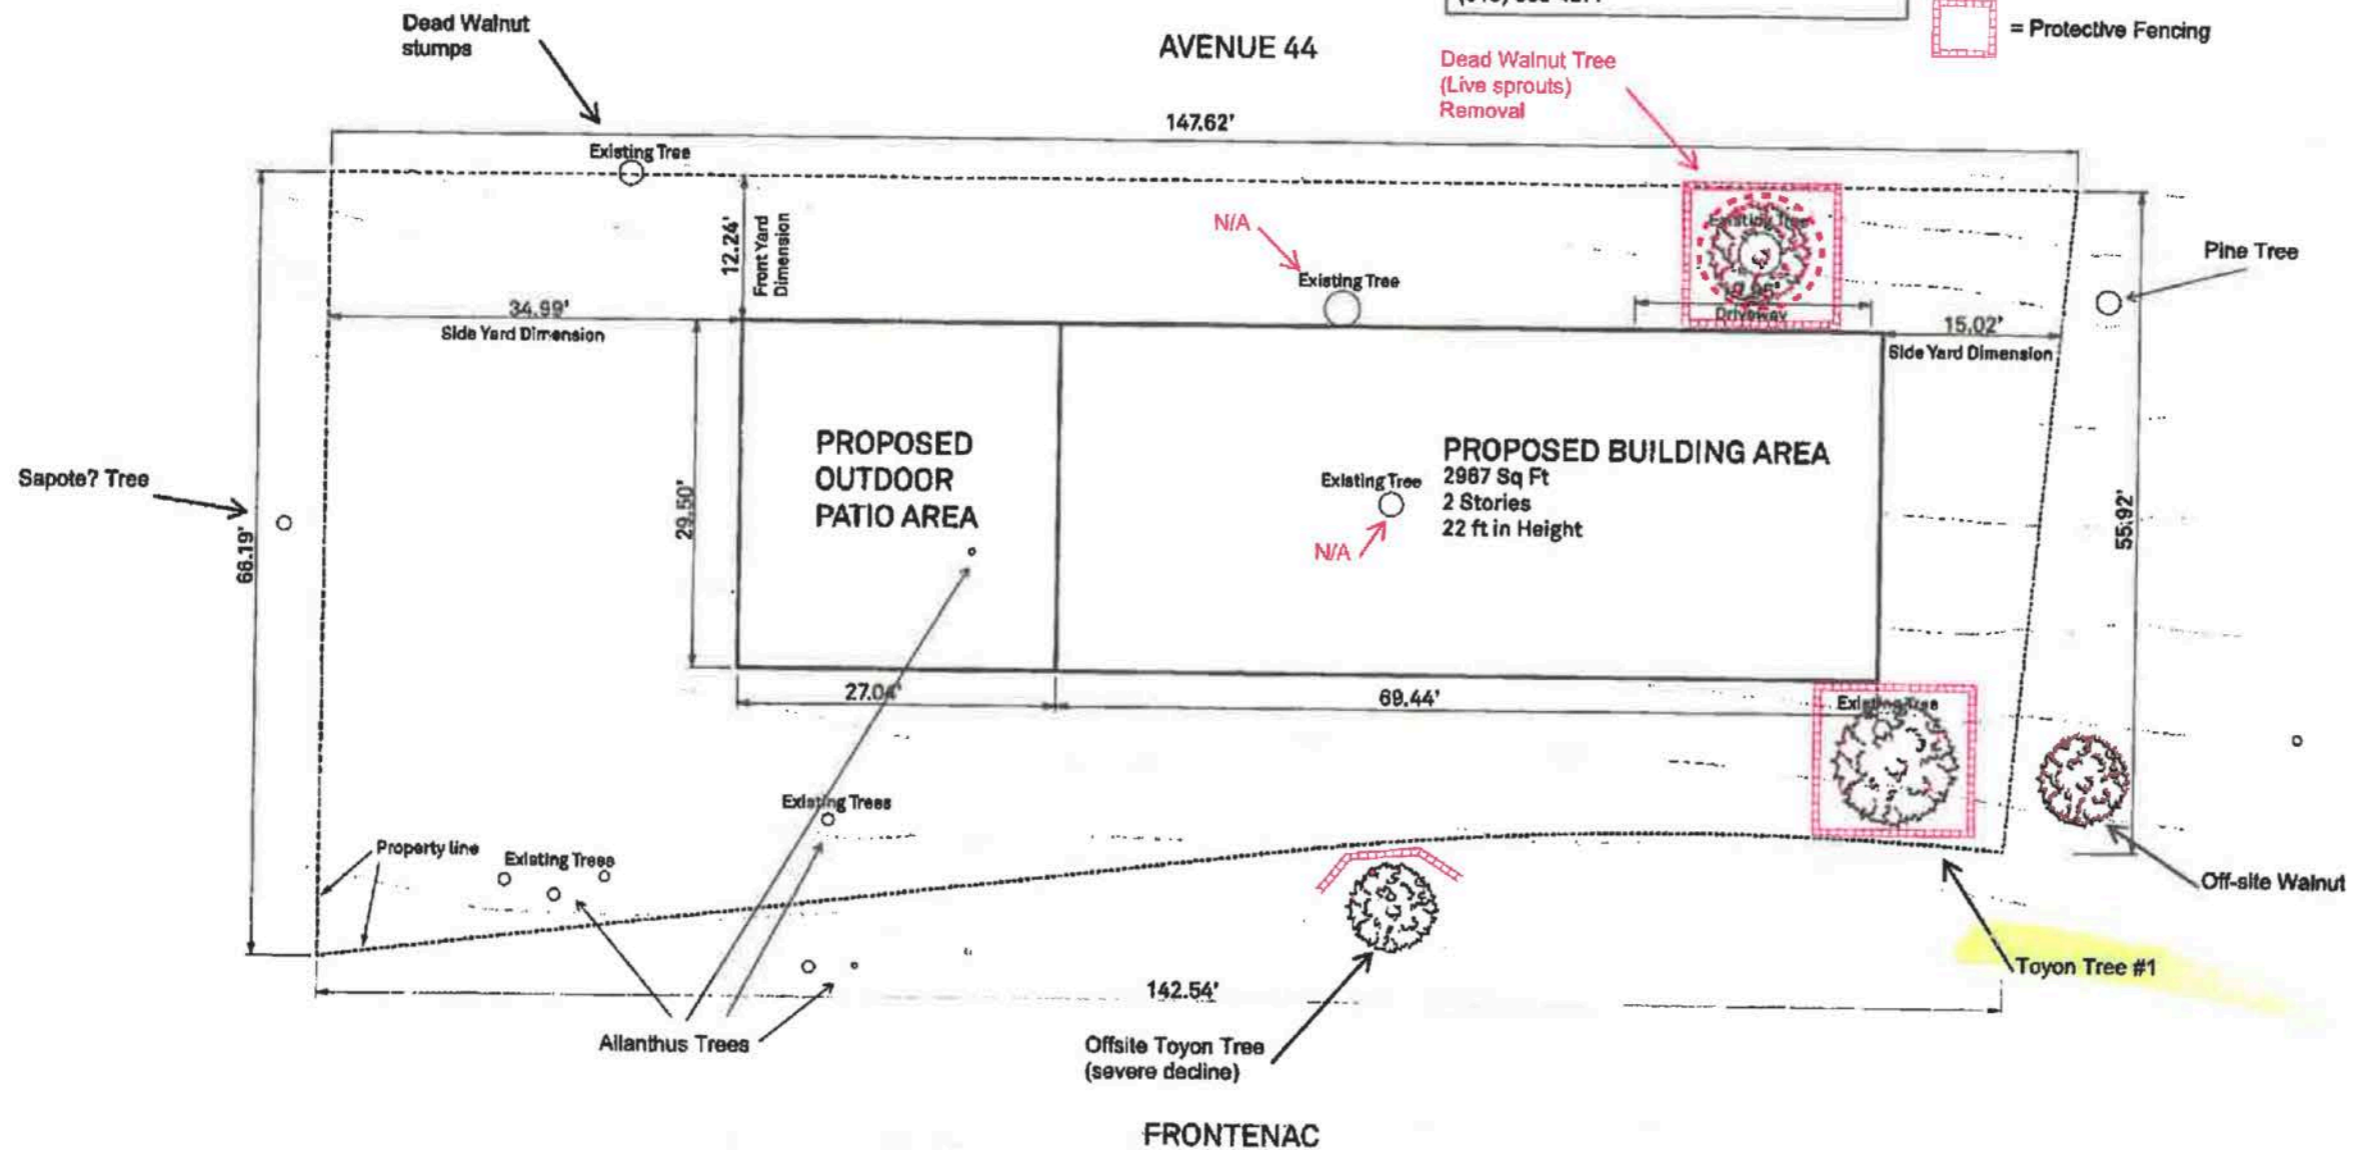 Dead Walnut
stumps
AVENUE 44
= Protective Fencing
Dead Walnut Tree
(Live sprouts)
Removal
147.62'
Existing Tree
12.24'
Front Yard
Dimension
N/A
Existing Tree
Existing Tree
Driveway
Pine Tree
34.99'
Side Yard Dimension
15.02'
Side Yard Dimension
Sapote? Tree
66.19'
29.50'
PROPOSED
OUTDOOR
PATIO AREA
Existing Tree
N/A
PROPOSED BUILDING AREA
2987 Sq Ft
2 Stories
22 ft in Height
55.92'
27.04'
69.44'
Existing Tree
Existing Trees
Property line
Existing Trees
Off-site Walnut
Toyon Tree #1
142.54'
Ailanthus Trees
Offsite Toyon Tree
(severe decline)
FRONTENAC